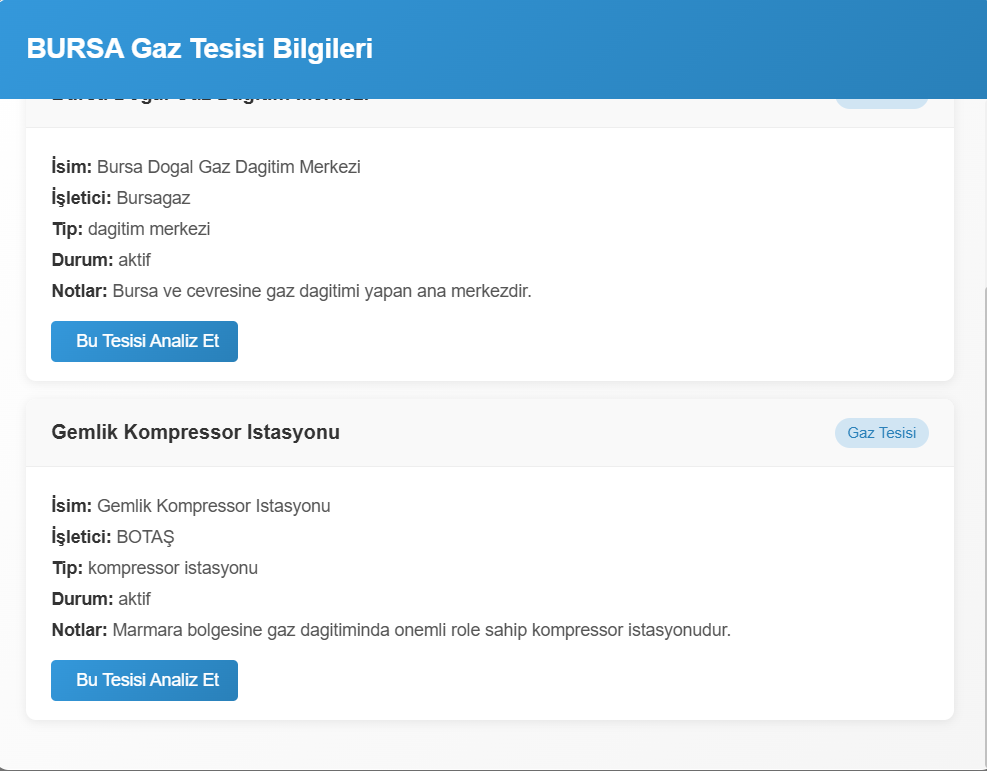 BURSA Gaz Tesisi Bilgileri
İsim: Bursa Dogal Gaz Dagitim Merkezi
İşletici: Bursagaz
Tip: dagitim merkezi
Durum: aktif
Notlar: Bursa ve cevresine gaz dagitimi yapan ana merkezdir.
Bu Tesisi Analiz Et
Gemlik Kompressor Istasyonu
Gaz Tesisi
İsim: Gemlik Kompressor Istasyonu
İşletici: BOTAŞ
Tip: kompressor istasyonu
Durum: aktif
Notlar: Marmara bolgesine gaz dagitiminda onemli role sahip kompressor istasyonudur.
Bu Tesisi Analiz Et